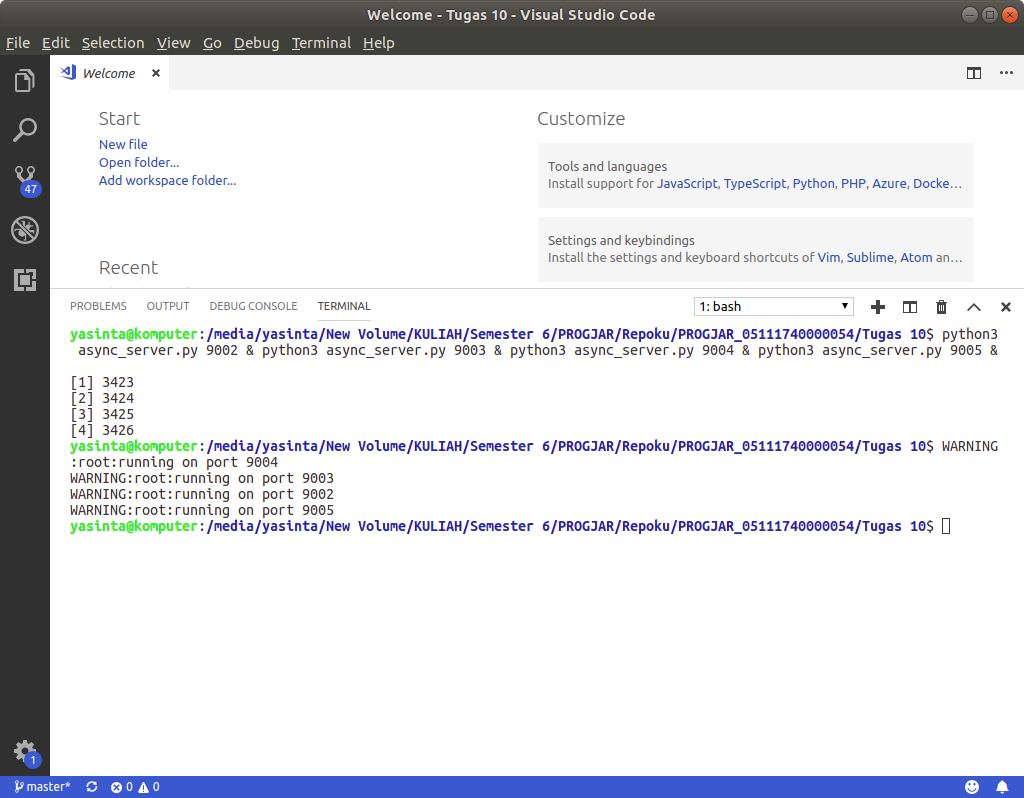 Welcome - Tugas 10 - Visual Studio Code
File Edit Selection View Go Debug Terminal Help
Welcome
Start
New file
Open folder...
Add workspace folder...
Recent
Customize
Tools and languages
Install support for JavaScript, TypeScript, Python, PHP, Azure, Docke...
Settings and keybindings
Install the settings and keyboard shortcuts of Vim, Sublime, Atom an...
47
PROBLEMS OUTPUT DEBUG CONSOLE TERMINAL 1: bash
yasinta@komputer:/media/yasinta/New Volume/KULIAH/Semester 6/PROGJAR/Repoku/PROGJAR_05111740000054/Tugas 10$ python3
async_server.py 9002 & python3 async_server.py 9003 & python3 async_server.py 9004 & python3 async_server.py 9005 &
[1] 3423
[2] 3424
[3] 3425
[4] 3426
yasinta@komputer:/media/yasinta/New Volume/KULIAH/Semester 6/PROGJAR/Repoku/PROGJAR_05111740000054/Tugas 10$ WARNING
:root:running on port 9004
WARNING:root:running on port 9003
WARNING:root:running on port 9002
WARNING:root:running on port 9005
yasinta@komputer:/media/yasinta/New Volume/KULIAH/Semester 6/PROGJAR/Repoku/PROGJAR_05111740000054/Tugas 10$
1
master* 0 0